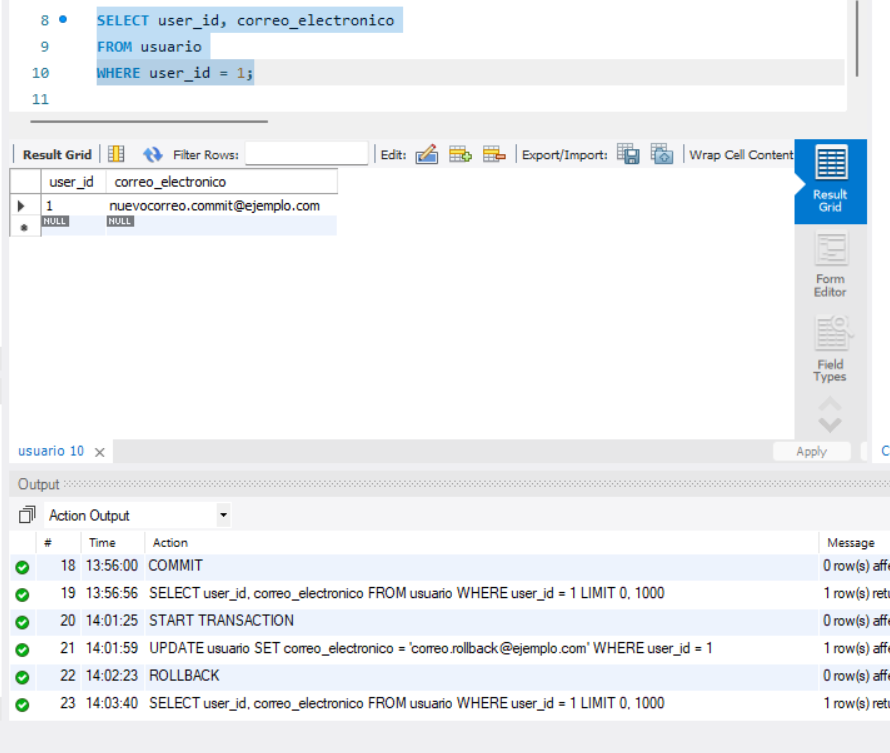 8 SELECT user_id, correo_electronico
9 FROM usuario
10 WHERE user_id = 1;
11
Result Grid Filter Rows: Edit: Export/Import: Wrap Cell Content
user_id correo_electronico
1 nuevocorreo.commit@ejemplo.com
NULL NULL
Result
Grid
Form
Editor
Field
Types
usuario 10 Apply C
Output
Action Output
# Time Action Message
18 13:56:00 COMMIT 0 row(s) affe
19 13:56:56 SELECT user_id, correo_electronico FROM usuario WHERE user_id = 1 LIMIT 0, 1000 1 row(s) retu
20 14:01:25 START TRANSACTION 0 row(s) affe
21 14:01:59 UPDATE usuario SET correo_electronico = 'correo.rollback@ejemplo.com' WHERE user_id = 1 1 row(s) affe
22 14:02:23 ROLLBACK 0 row(s) affe
23 14:03:40 SELECT user_id, correo_electronico FROM usuario WHERE user_id = 1 LIMIT 0, 1000 1 row(s) retu